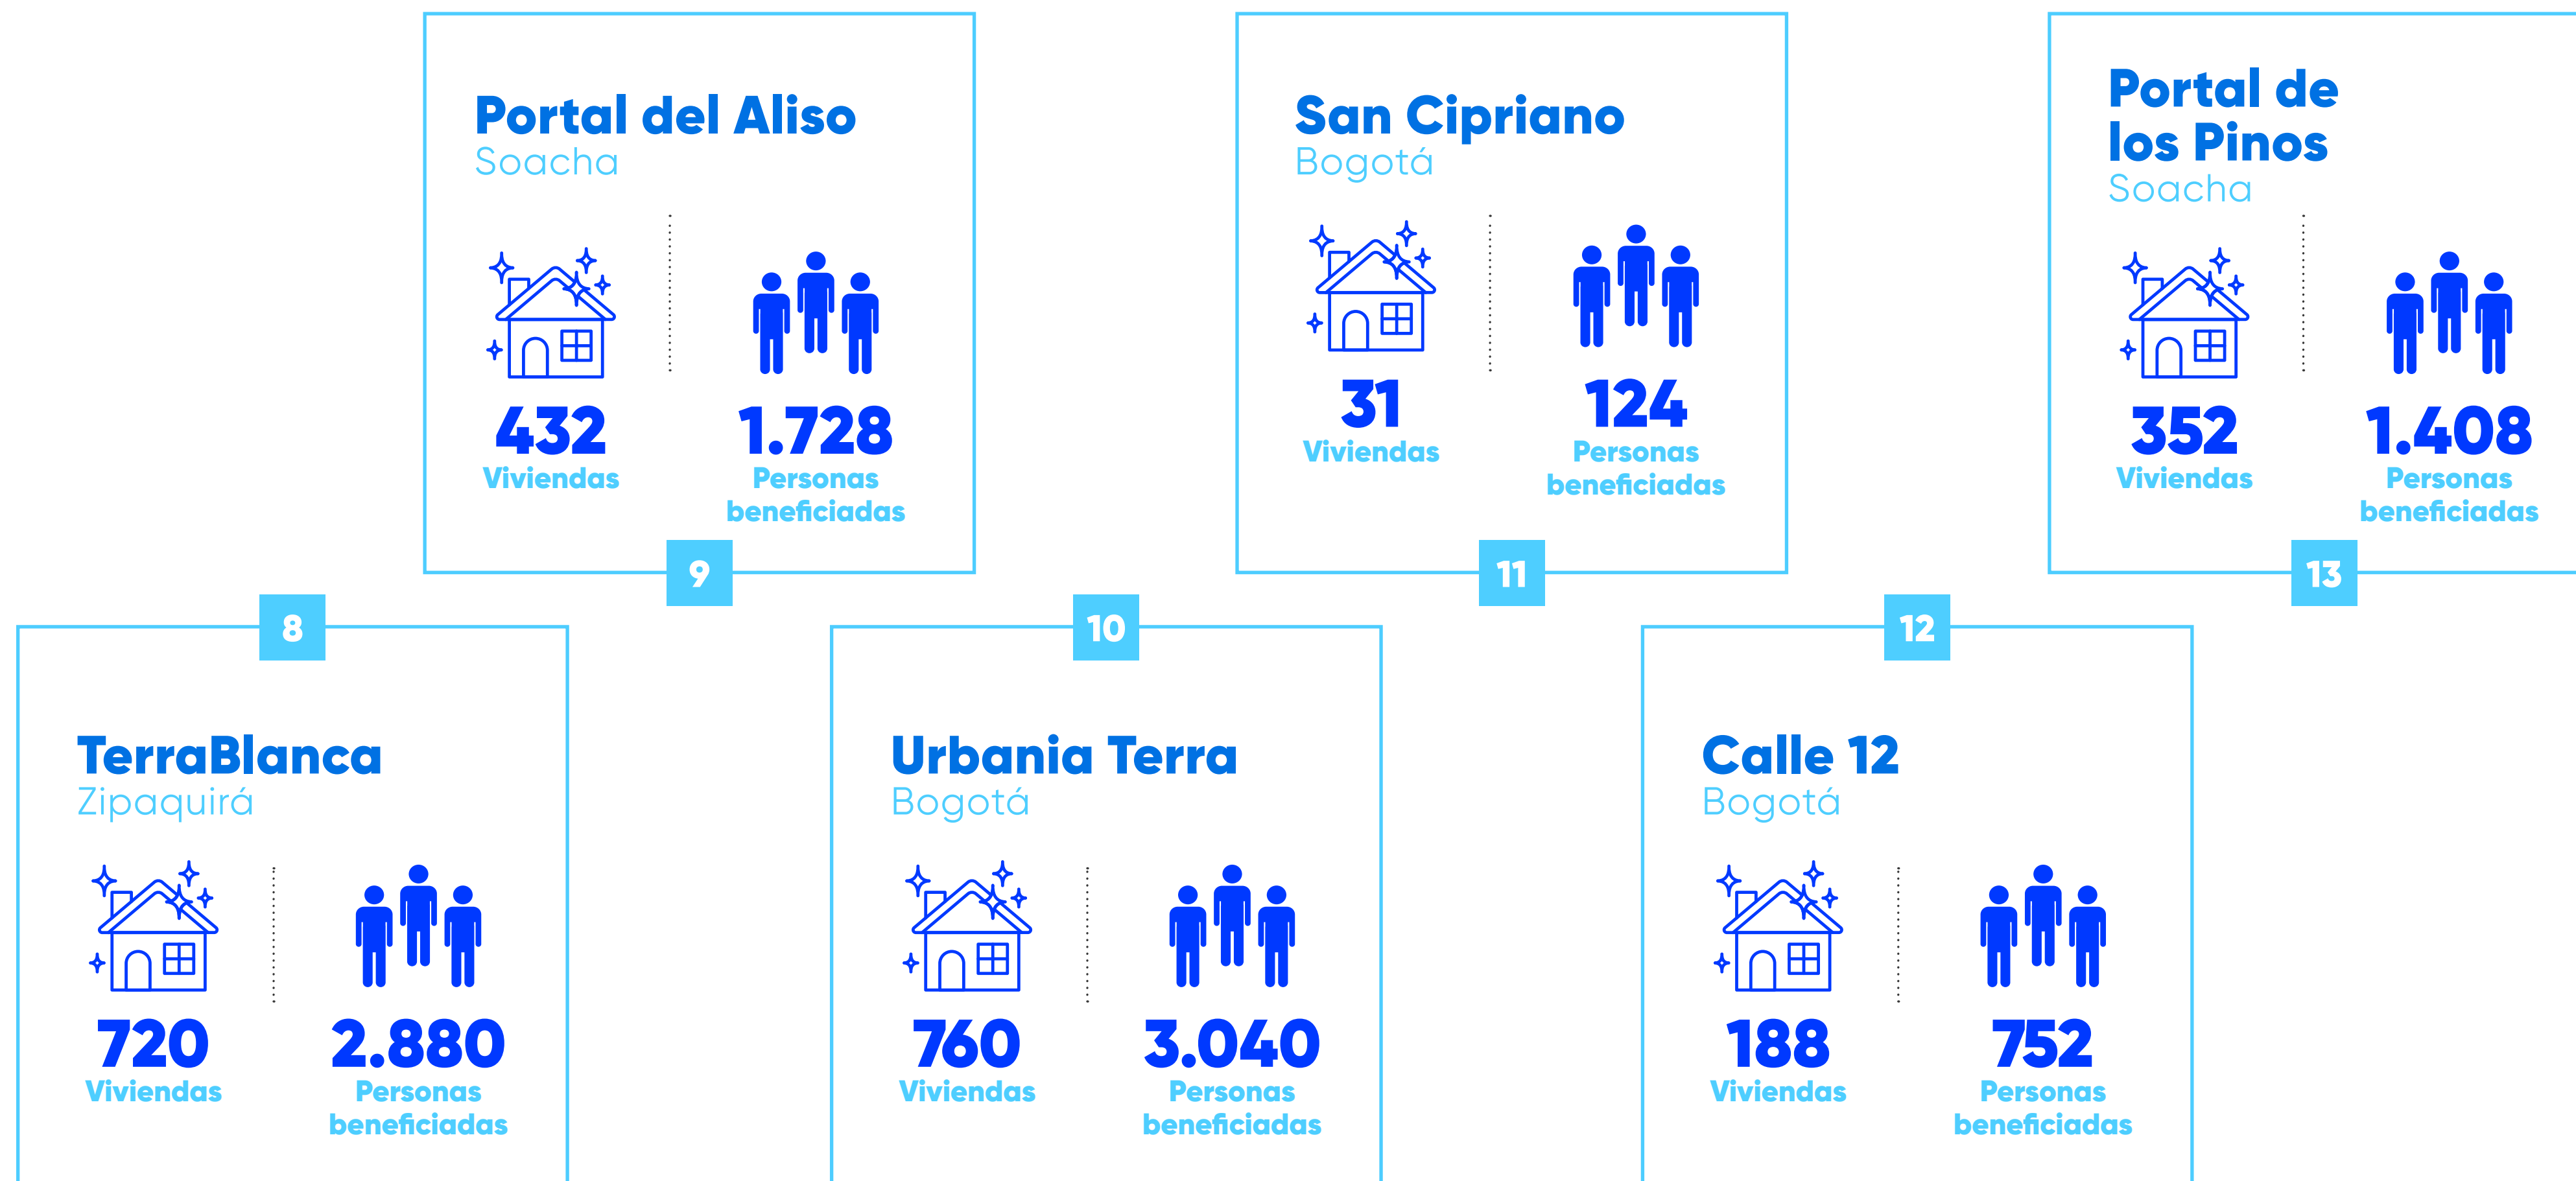 Portal del Aliso
Soacha
432
Viviendas
1.728
Personas
beneficiadas
9
San Cipriano
Bogotá
31
Viviendas
124
Personas
beneficiadas
11
Portal de
los Pinos
Soacha
352
Viviendas
1.408
Personas
beneficiadas
13
8
TerraBlanca
Zipaquirá
720
Viviendas
2.880
Personas
beneficiadas
10
Urbania Terra
Bogotá
760
Viviendas
3.040
Personas
beneficiadas
12
Calle 12
Bogotá
188
Viviendas
752
Personas
beneficiadas